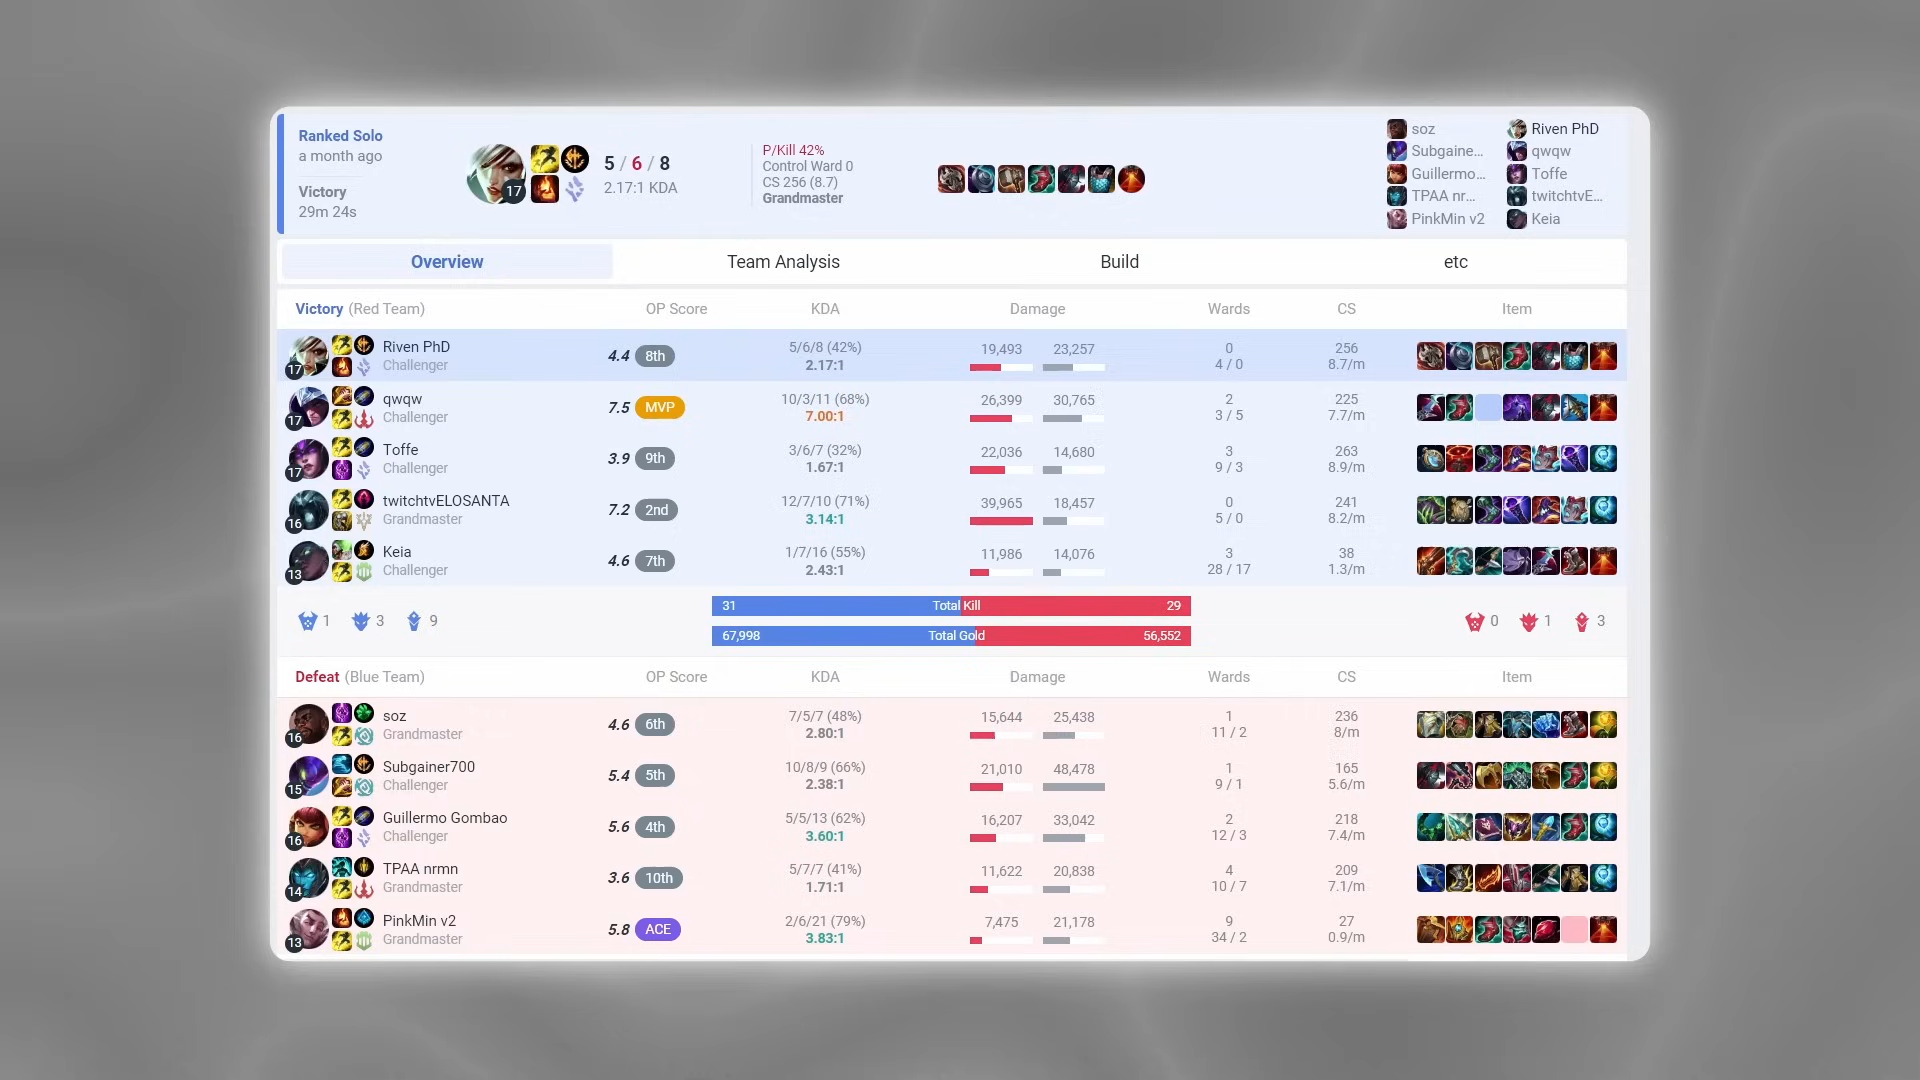 Ranked Solo
a month ago
Victory
29m 24s
17
5 / 6 / 8
2.17:1 KDA
P/Kill 42%
Control Ward 0
CS 256 (8.7)
Grandmaster
soz
Riven PhD
Subgaine...
qwqw
Guillermo...
Toffe
TPAA nr...
twitchtvE...
PinkMin v2
Keia
Overview
Team Analysis
Build
etc
Victory (Red Team) OP Score KDA Damage Wards CS Item
Riven PhD 5/6/8 (42%) 19,493 23,257 0 256
17 Challenger 4.4 8th 2.17:1 4 / 0 8.7/m
qwqw 10/3/11 (68%) 26,399 30,765 2 225
17 Challenger 7.5 MVP 7.00:1 3 / 5 7.7/m
Toffe 3/6/7 (32%) 22,036 14,680 3 263
17 Challenger 3.9 9th 1.67:1 9 / 3 8.9/m
twitchtvELOSANTA 12/7/10 (71%) 39,965 18,457 0 241
16 Grandmaster 7.2 2nd 3.14:1 5 / 0 8.2/m
Keia 1/7/16 (55%) 11,986 14,076 3 38
13 Challenger 4.6 7th 2.43:1 28 / 17 1.3/m
1 3 9
31 Total Kill 29
67,998 Total Gold 56,552
0 1 3
Defeat (Blue Team) OP Score KDA Damage Wards CS Item
soz 7/5/7 (48%) 15,644 25,438 1 236
16 Grandmaster 4.6 6th 2.80:1 11 / 2 8/m
Subgainer700 10/8/9 (66%) 21,010 48,478 1 165
15 Challenger 5.4 5th 2.38:1 9 / 1 5.6/m
Guillermo Gombao 5/5/13 (62%) 16,207 33,042 2 218
16 Challenger 5.6 4th 3.60:1 12 / 3 7.4/m
TPAA nrmn 5/7/7 (41%) 11,622 20,838 4 209
14 Grandmaster 3.6 10th 1.71:1 10 / 7 7.1/m
PinkMin v2 2/6/21 (79%) 7,475 21,178 9 27
13 Grandmaster 5.8 ACE 3.83:1 34 / 2 0.9/m